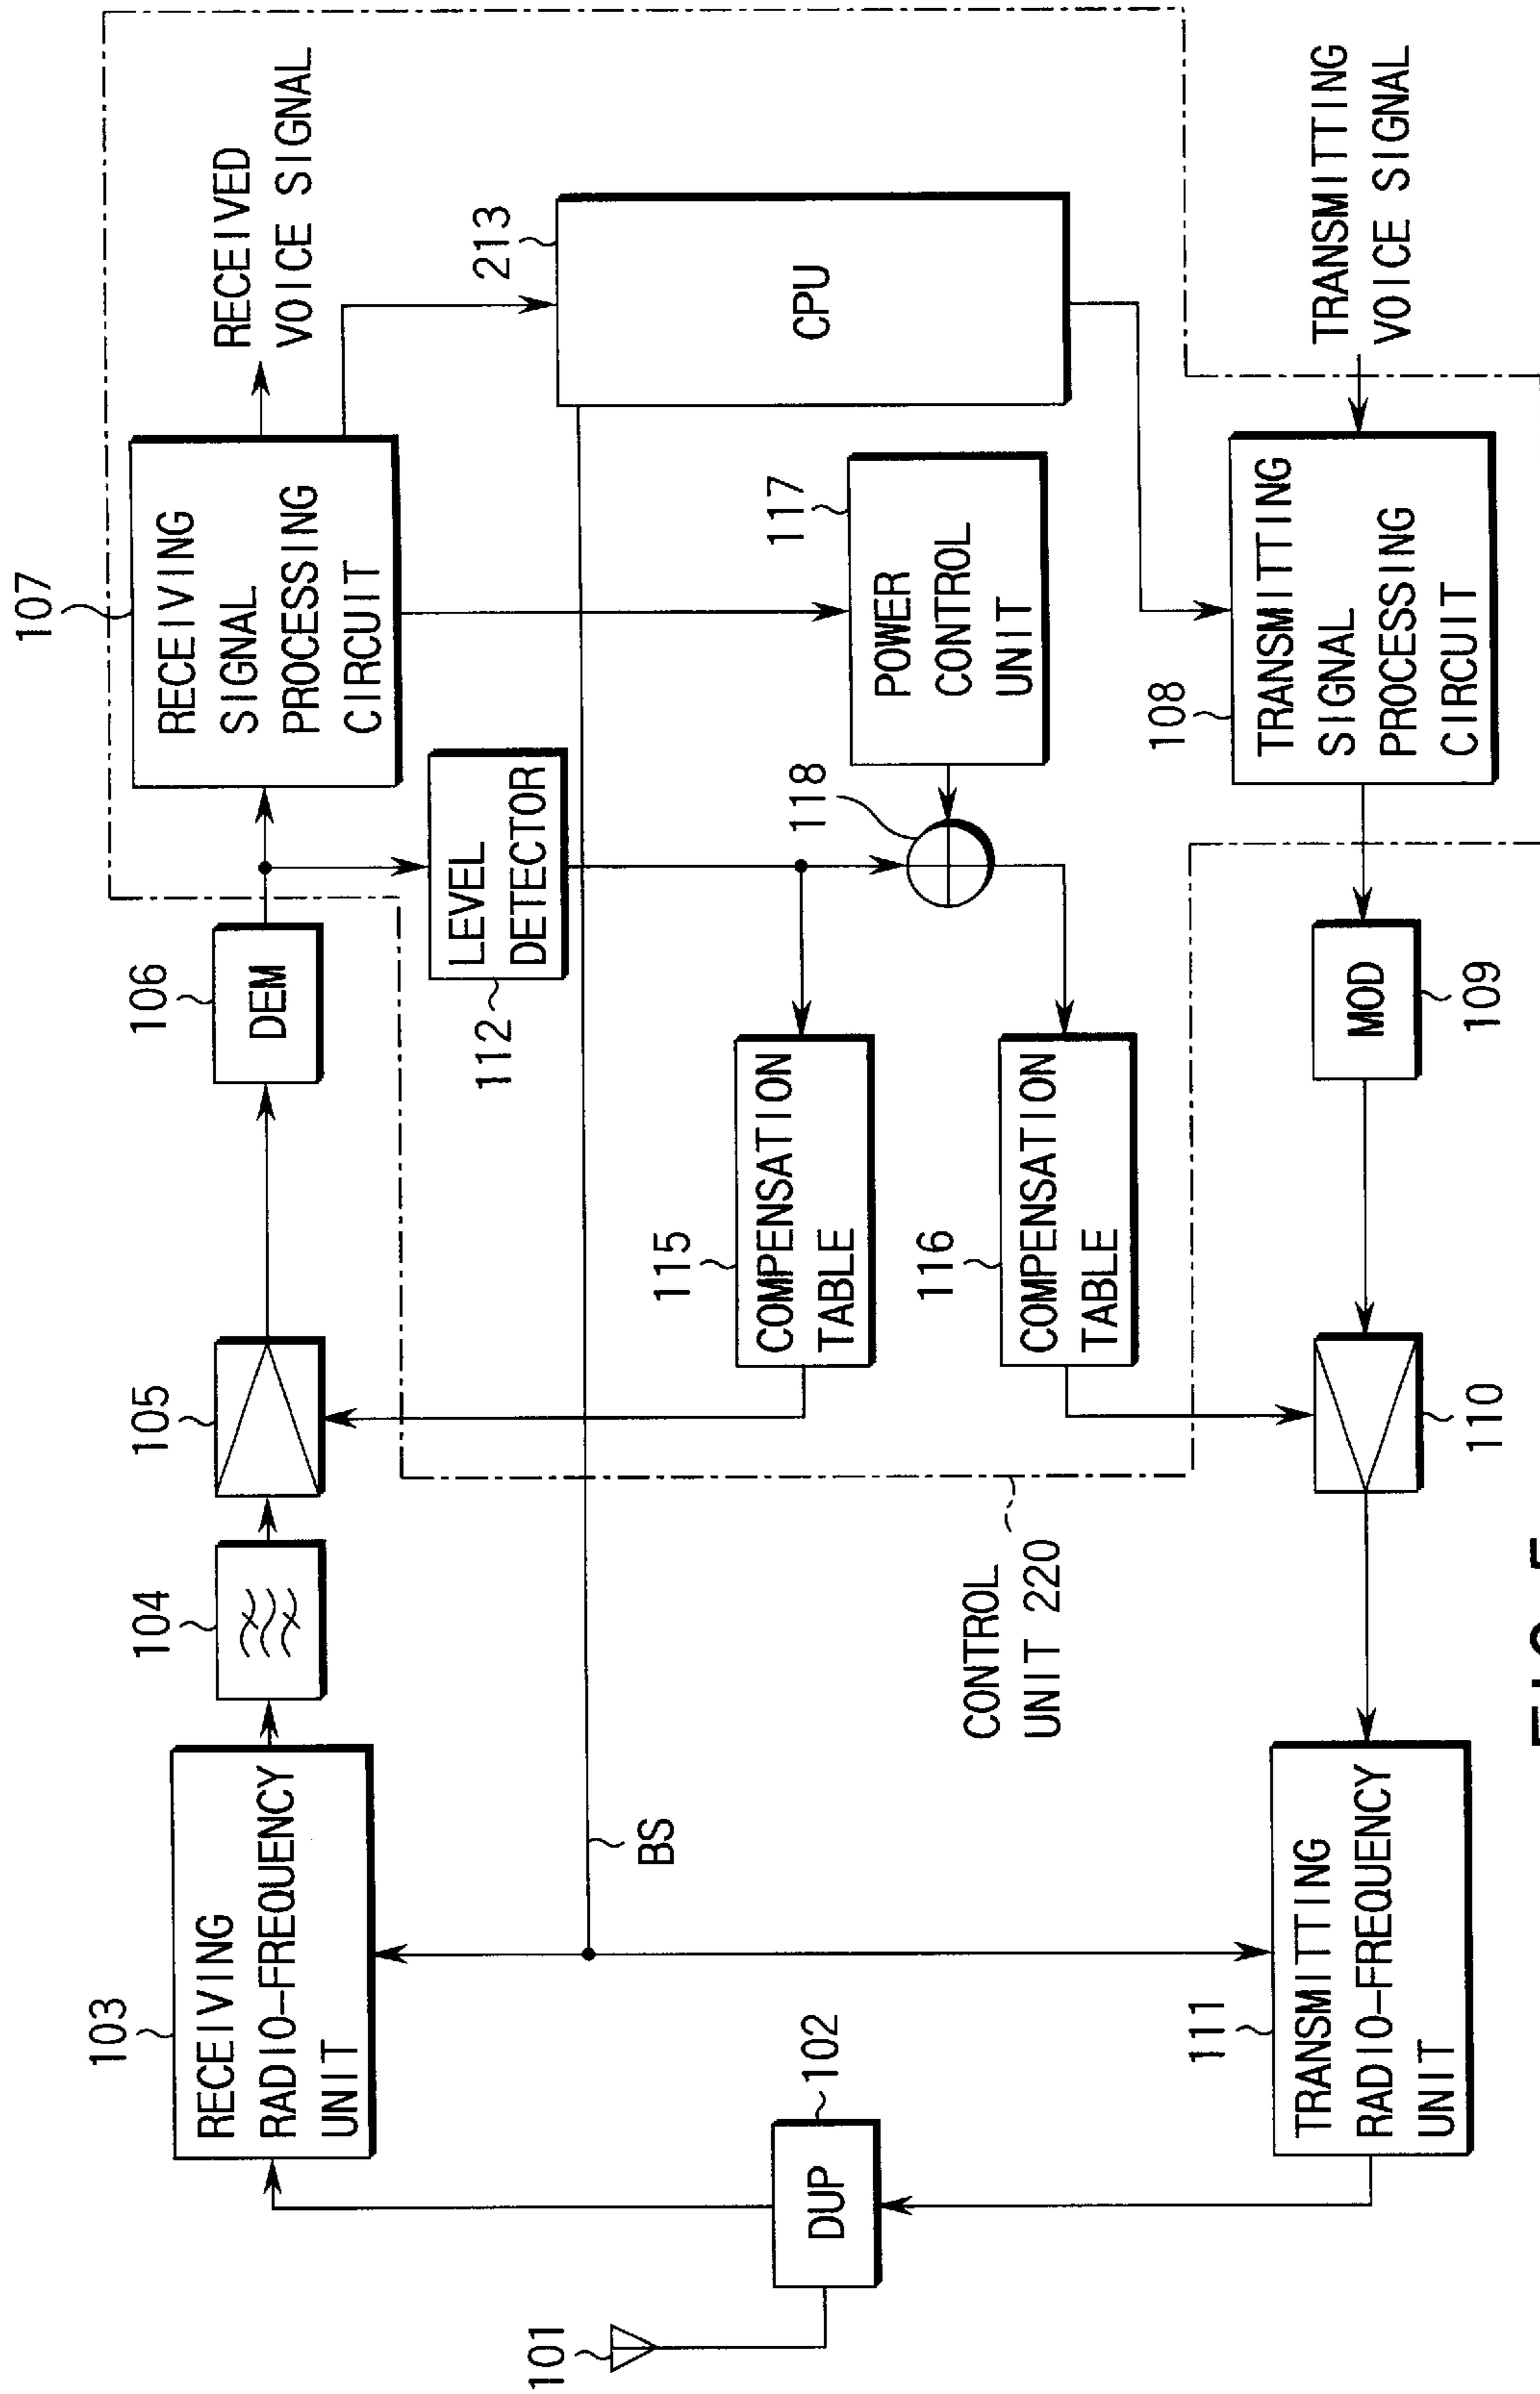 107
RECEIVING
SIGNAL
PROCESSING
CIRCUIT
RECEIVED
VOICE SIGNAL
213
CPU
106
DEM
112
LEVEL
DETECTOR
117
POWER
CONTROL
UNIT
118
105
104
103
RECEIVING
RADIO-FREQUENCY
UNIT
115
COMPENSATION
TABLE
116
COMPENSATION
TABLE
BS
CONTROL
UNIT 220
101
102
DUP
111
TRANSMITTING
RADIO-FREQUENCY
UNIT
110
109
MOD
108
TRANSMITTING
SIGNAL
PROCESSING
CIRCUIT
TRANSMITTING
VOICE SIGNAL